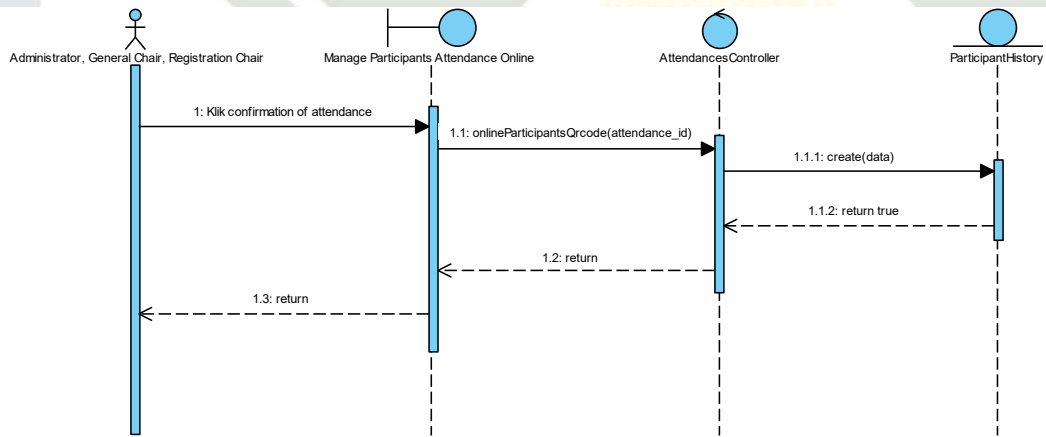 Administrator, General Chair, Registration Chair
Manage Participants Attendance Online
AttendancesController
ParticipantHistory
1: Klik confirmation of attendance
1.1: onlineParticipantsQrcode(attendance_id)
1.1.1: create(data)
1.1.2: return true
1.2: return
1.3: return